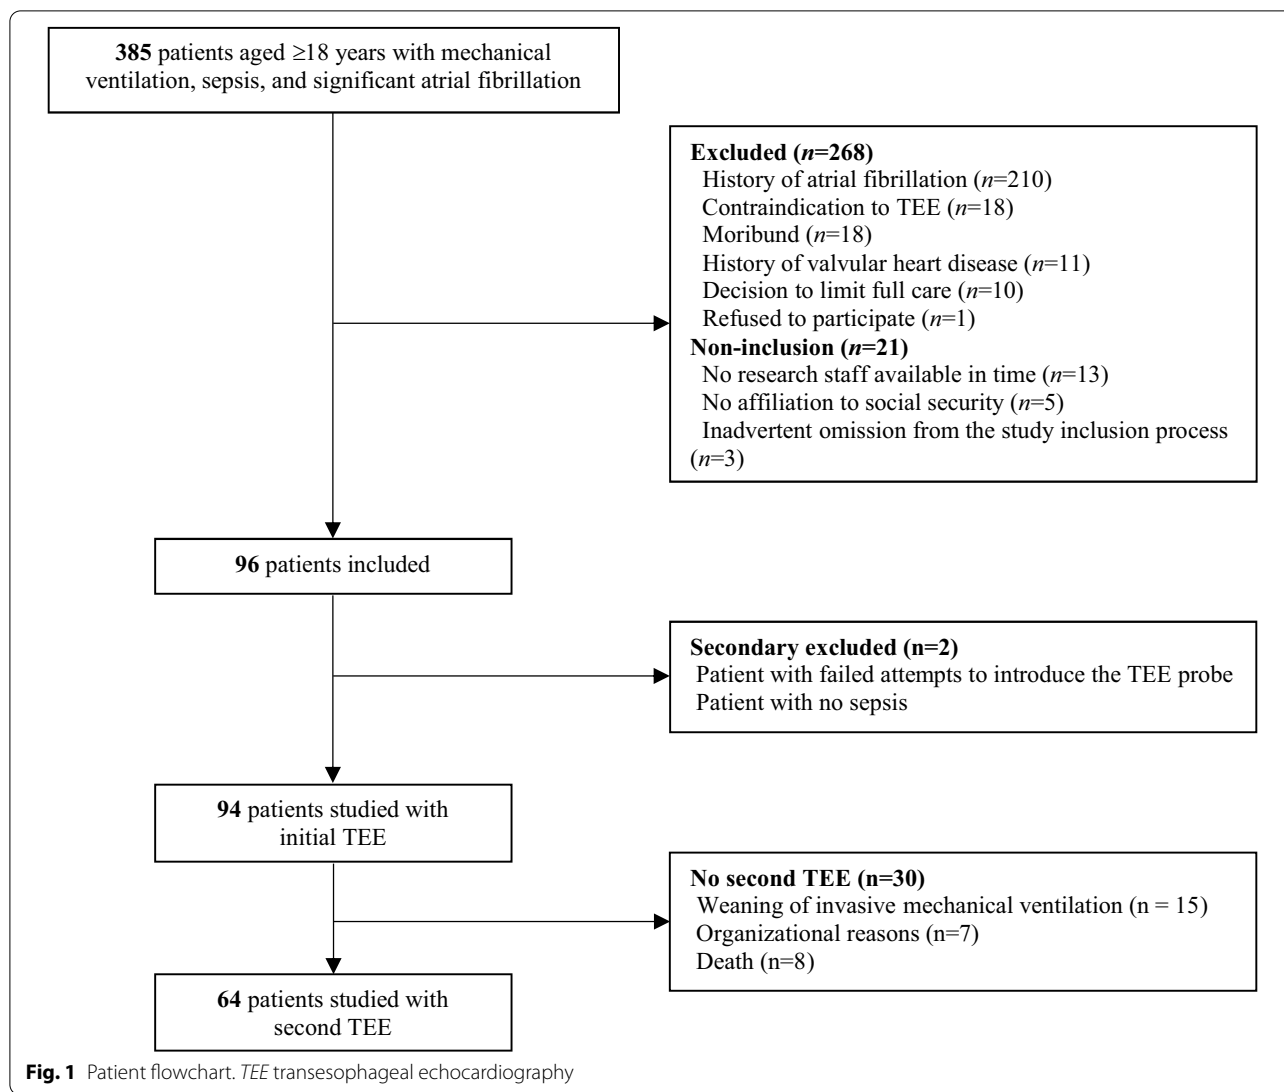 385 patients aged ≥18 years with mechanical
ventilation, sepsis, and significant atrial fibrillation
Excluded (n=268)
History of atrial fibrillation (n=210)
Contraindication to TEE (n=18)
Moribund (n=18)
History of valvular heart disease (n=11)
Decision to limit full care (n=10)
Refused to participate (n=1)
Non-inclusion (n=21)
No research staff available in time (n=13)
No affiliation to social security (n=5)
Inadvertent omission from the study inclusion process
(n=3)
96 patients included
Secondary excluded (n=2)
Patient with failed attempts to introduce the TEE probe
Patient with no sepsis
94 patients studied with
initial TEE
No second TEE (n=30)
Weaning of invasive mechanical ventilation (n = 15)
Organizational reasons (n=7)
Death (n=8)
64 patients studied with
second TEE
Fig. 1 Patient flowchart. TEE transesophageal echocardiography